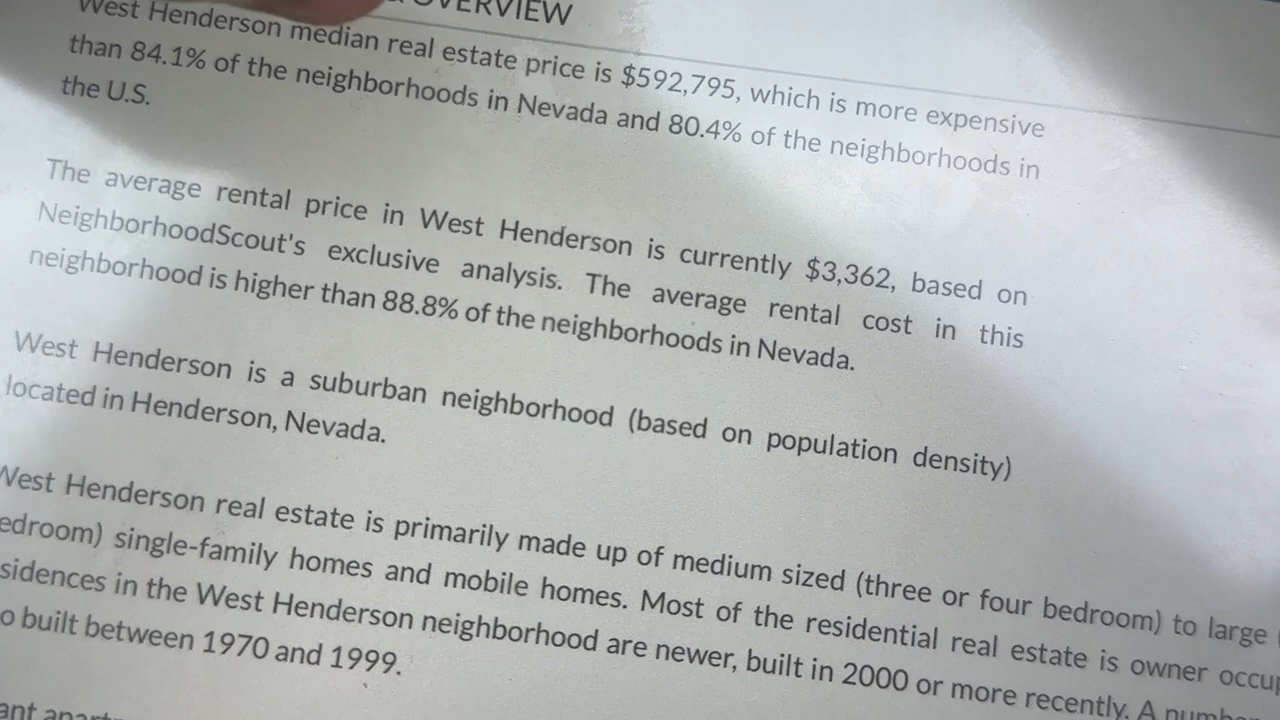 OVERVIEW
West Henderson median real estate price is $592,795, which is more expensive
than 84.1% of the neighborhoods in Nevada and 80.4% of the neighborhoods in
the U.S.
The average rental price in West Henderson is currently $3,362, based on
NeighborhoodScout's exclusive analysis. The average rental cost in this
neighborhood is higher than 88.8% of the neighborhoods in Nevada.
West Henderson is a suburban neighborhood (based on population density)
located in Henderson, Nevada.
West Henderson real estate is primarily made up of medium sized (three or four bedroom) to large
edroom) single-family homes and mobile homes. Most of the residential real estate is owner occup
sidences in the West Henderson neighborhood are newer, built in 2000 or more recently. A number
o built between 1970 and 1999.